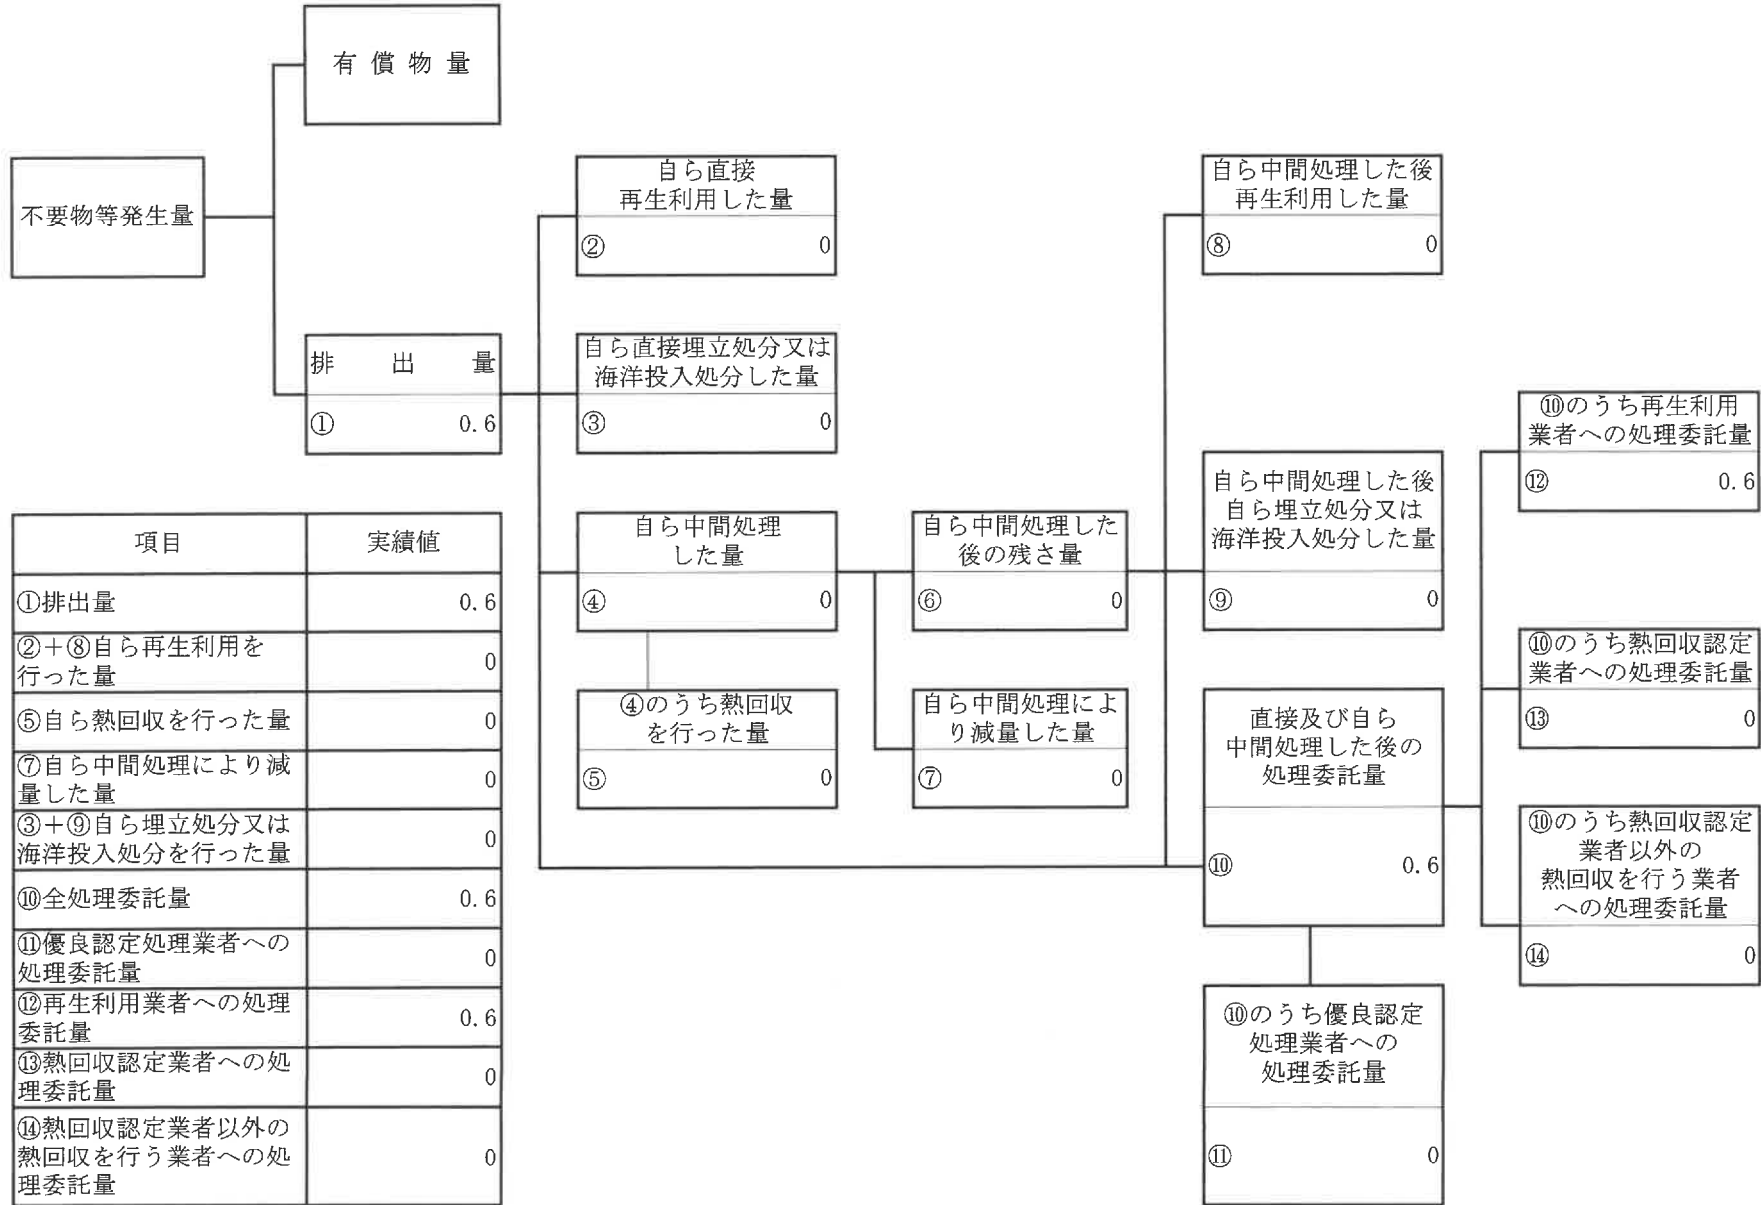 有償物量
不要物等発生量
排出量
① 0.6
自ら直接
再生利用した量
② 0
自ら直接埋立処分又は
海洋投入処分した量
③ 0
自ら中間処理
した量
④ 0
④のうち熱回収
を行った量
⑤ 0
自ら中間処理した
後の残さ量
⑥ 0
自ら中間処理によ
り減量した量
⑦ 0
自ら中間処理した後
再生利用した量
⑧ 0
自ら中間処理した後
自ら埋立処分又は
海洋投入処分した量
⑨ 0
直接及び自ら
中間処理した後の
処理委託量
⑩ 0.6
⑩のうち優良認定
処理業者への
処理委託量
⑪ 0
⑩のうち再生利用
業者への処理委託量
⑫ 0.6
⑩のうち熱回収認定
業者への処理委託量
⑬ 0
⑩のうち熱回収認定
業者以外の
熱回収を行う業者
への処理委託量
⑭ 0
項目 実績値
①排出量 0.6
②＋⑧自ら再生利用を
行った量 0
⑤自ら熱回収を行った量 0
⑦自ら中間処理により減
量した量 0
③＋⑨自ら埋立処分又は
海洋投入処分を行った量 0
⑩全処理委託量 0.6
⑪優良認定処理業者への
処理委託量 0
⑫再生利用業者への処理
委託量 0.6
⑬熱回収認定業者への処
理委託量 0
⑭熱回収認定業者以外の
熱回収を行う業者への処
理委託量 0